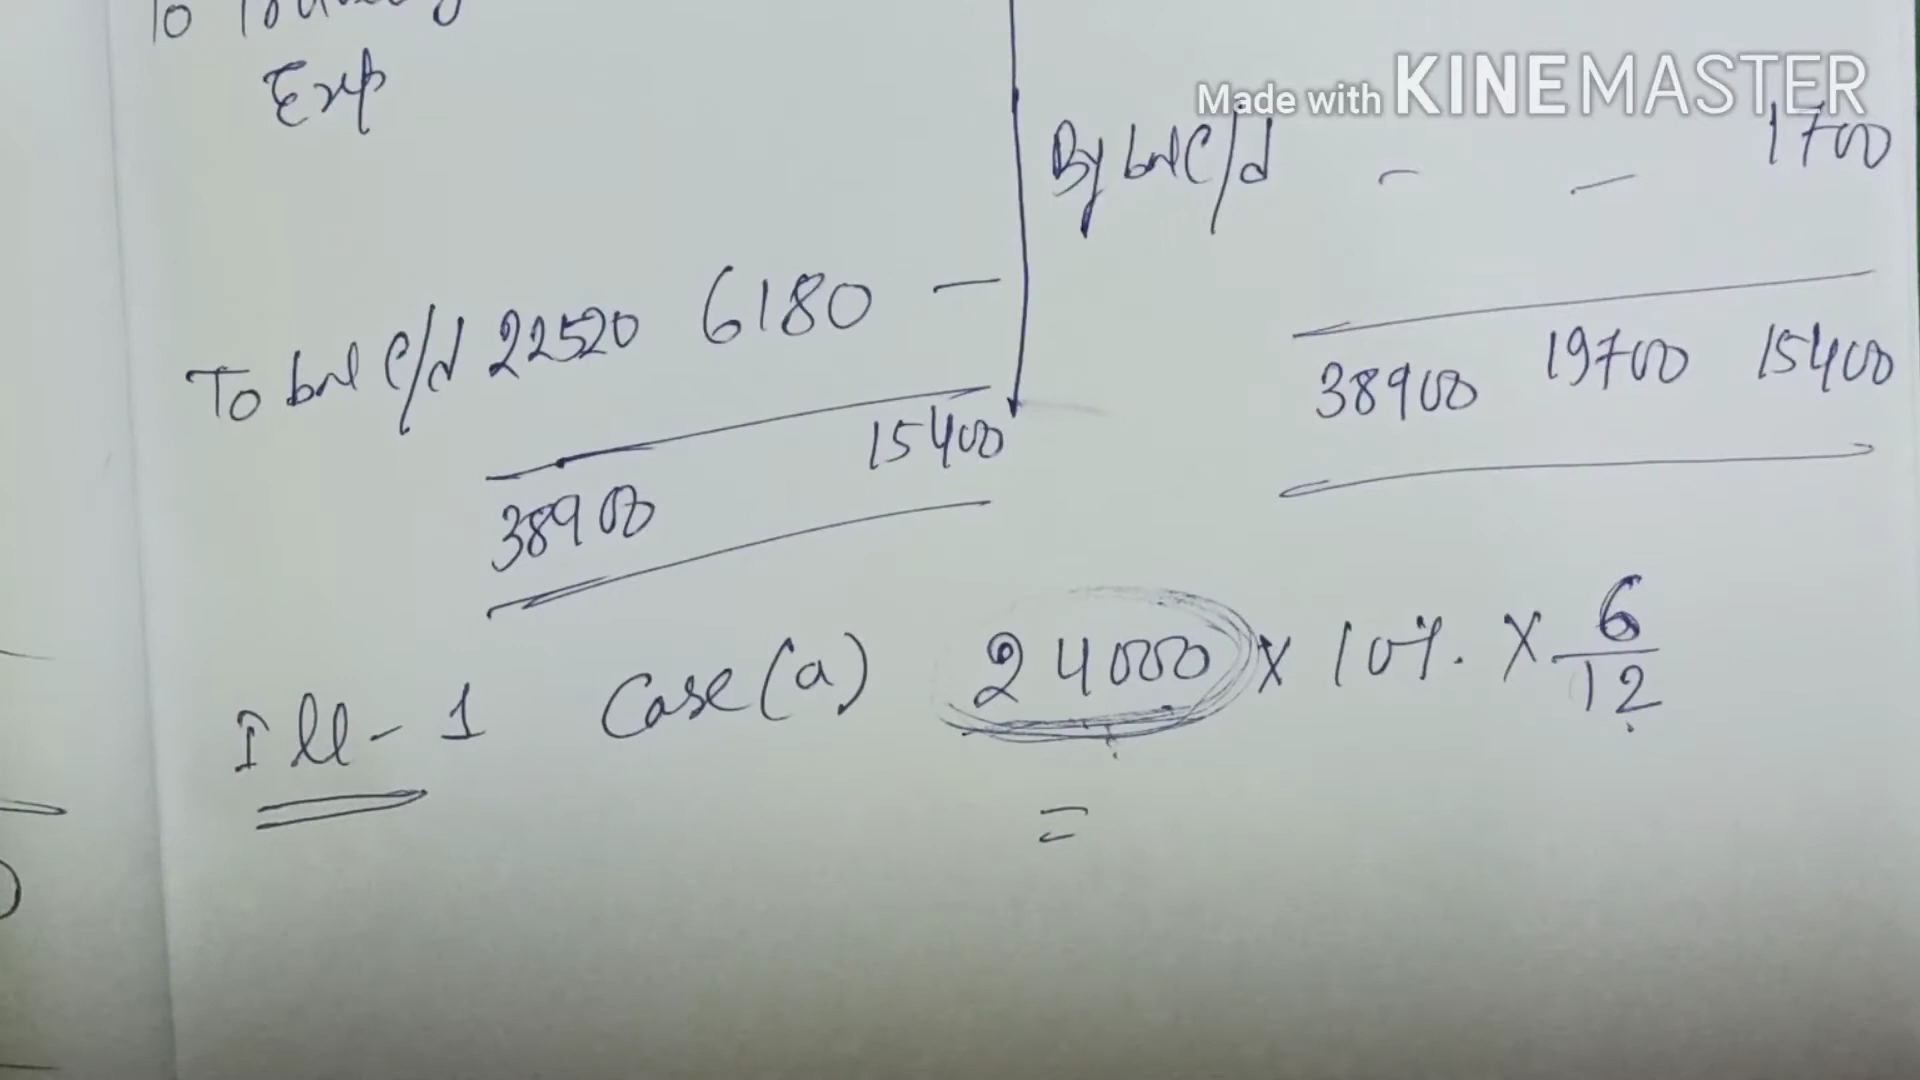 To
Exp
Made with KINEMASTER
By bal C/d - - 1700
To bal C/d 22520 6180 -
38900 19700 15400
15400
38900
Ill - 1 Case (a) 24000 x 10% x 6/12
=